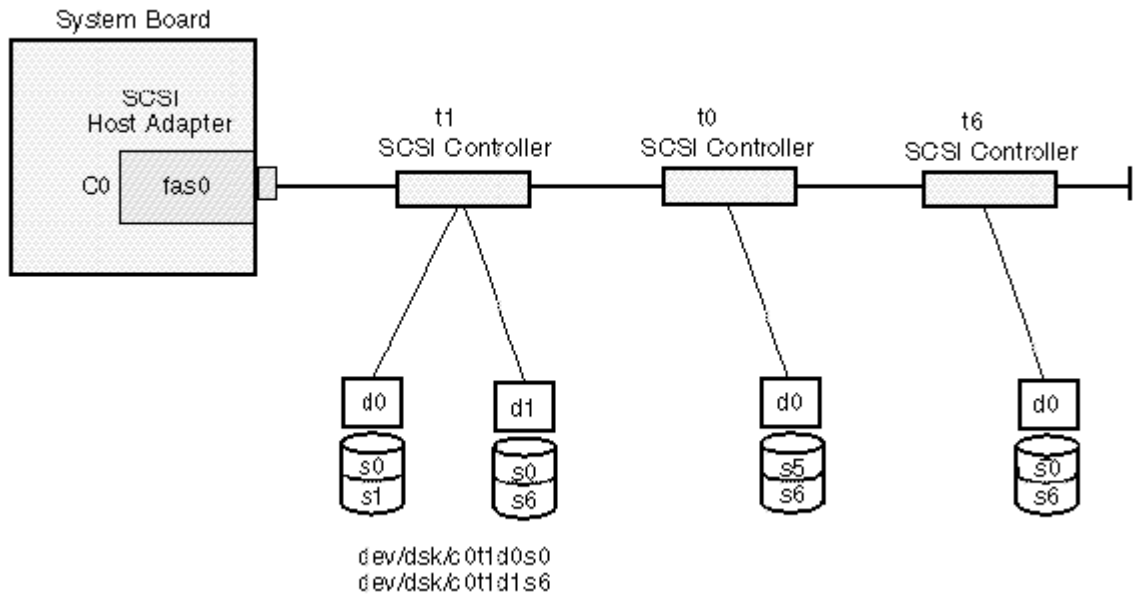 System Board
SCSI
Host Adapter
C0
fas0
t1
SCSI Controller
t0
SCSI Controller
t6
SCSI Controller
d0
d1
d0
d0
s0
s1
s0
s6
s5
s6
s0
s6
dev/dsk/c0t1d0s0
dev/dsk/c0t1d1s6